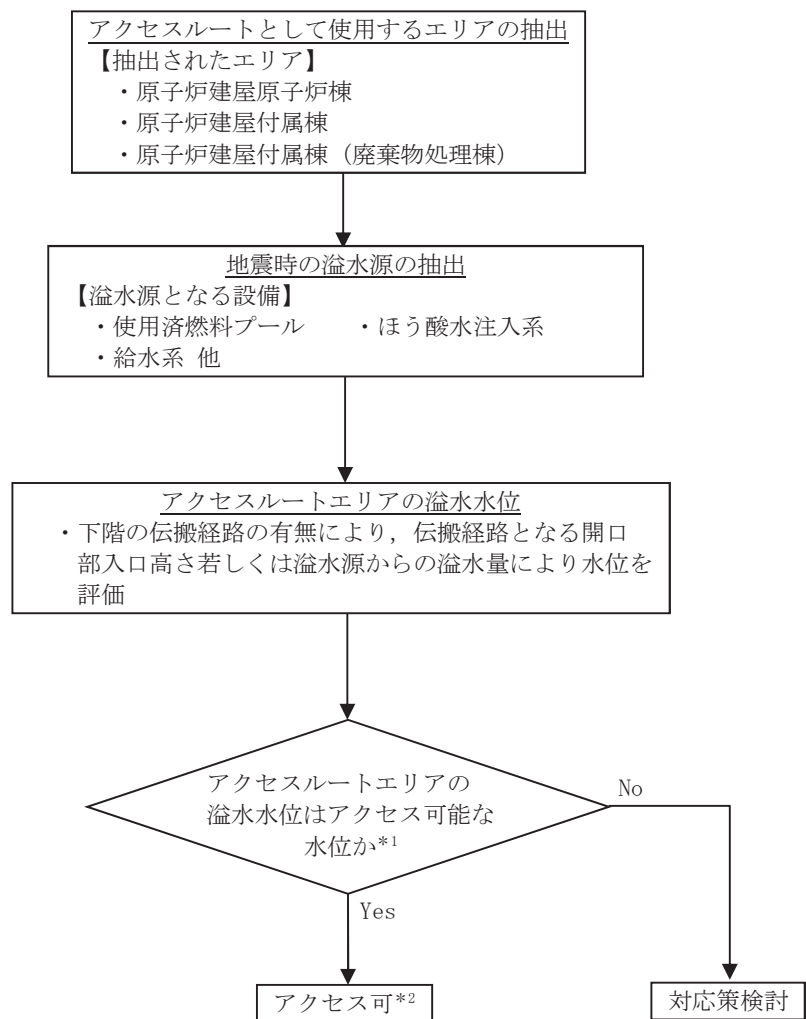 アクセスルートとして使用するエリアの抽出
【抽出されたエリア】
・原子炉建屋原子炉棟
・原子炉建屋付属棟
・原子炉建屋付属棟（廃棄物処理棟）
地震時の溢水源の抽出
【溢水源となる設備】
・使用済燃料プール　・ほう酸水注入系
・給水系 他
アクセスルートエリアの溢水水位
・下階の伝搬経路の有無により，伝搬経路となる開口
部入口高さ若しくは溢水源からの溢水量により水位を
評価
アクセスルートエリアの
溢水水位はアクセス可能な
水位か*1
No
Yes
アクセス可*2
対応策検討